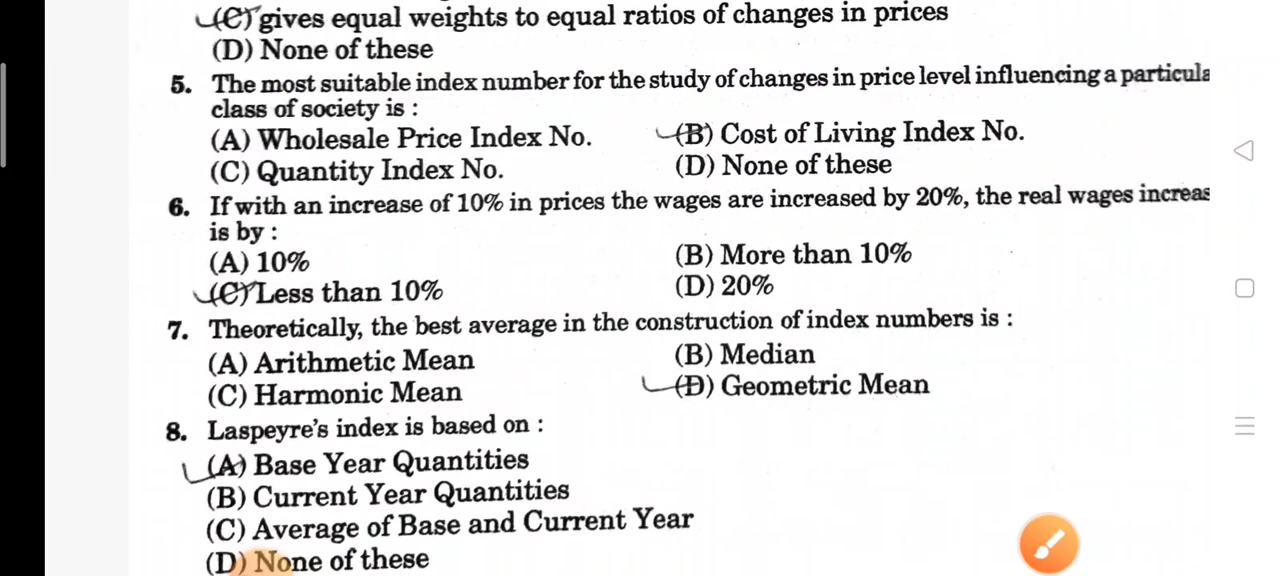 (C) gives equal weights to equal ratios of changes in prices
(D) None of these
5. The most suitable index number for the study of changes in price level influencing a particula
class of society is :
(A) Wholesale Price Index No. (B) Cost of Living Index No.
(C) Quantity Index No. (D) None of these
6. If with an increase of 10% in prices the wages are increased by 20%, the real wages increas
is by :
(A) 10% (B) More than 10%
(C) Less than 10% (D) 20%
7. Theoretically, the best average in the construction of index numbers is :
(A) Arithmetic Mean (B) Median
(C) Harmonic Mean (D) Geometric Mean
8. Laspeyre's index is based on :
(A) Base Year Quantities
(B) Current Year Quantities
(C) Average of Base and Current Year
(D) None of these